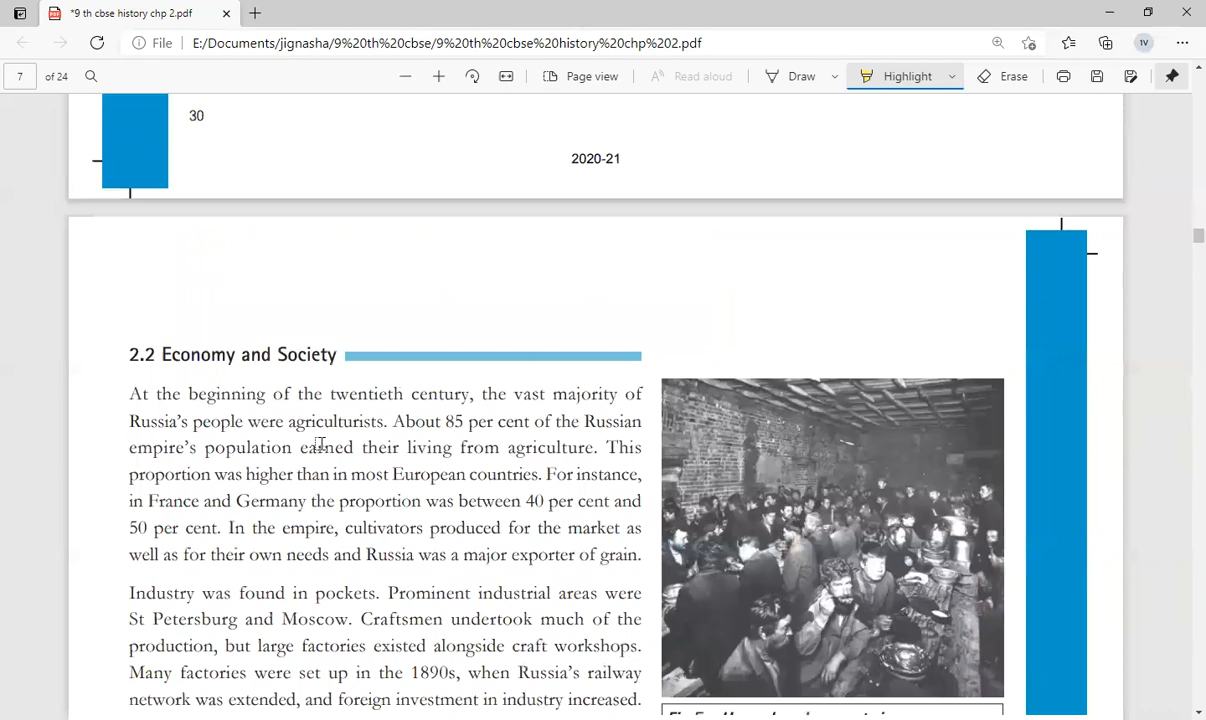 *9 th cbse history chp 2.pdf
File E:/Documents/jignasha/9%20th%20cbse/9%20th%20cbse%20history%20chp%202.pdf
1V
7 of 24 Page view Read aloud Draw Highlight Erase
30
2020-21
2.2 Economy and Society
At the beginning of the twentieth century, the vast majority of
Russia's people were agriculturists. About 85 per cent of the Russian
empire's population earned their living from agriculture. This
proportion was higher than in most European countries. For instance,
in France and Germany the proportion was between 40 per cent and
50 per cent. In the empire, cultivators produced for the market as
well as for their own needs and Russia was a major exporter of grain.
Industry was found in pockets. Prominent industrial areas were
St Petersburg and Moscow. Craftsmen undertook much of the
production, but large factories existed alongside craft workshops.
Many factories were set up in the 1890s, when Russia's railway
network was extended, and foreign investment in industry increased.